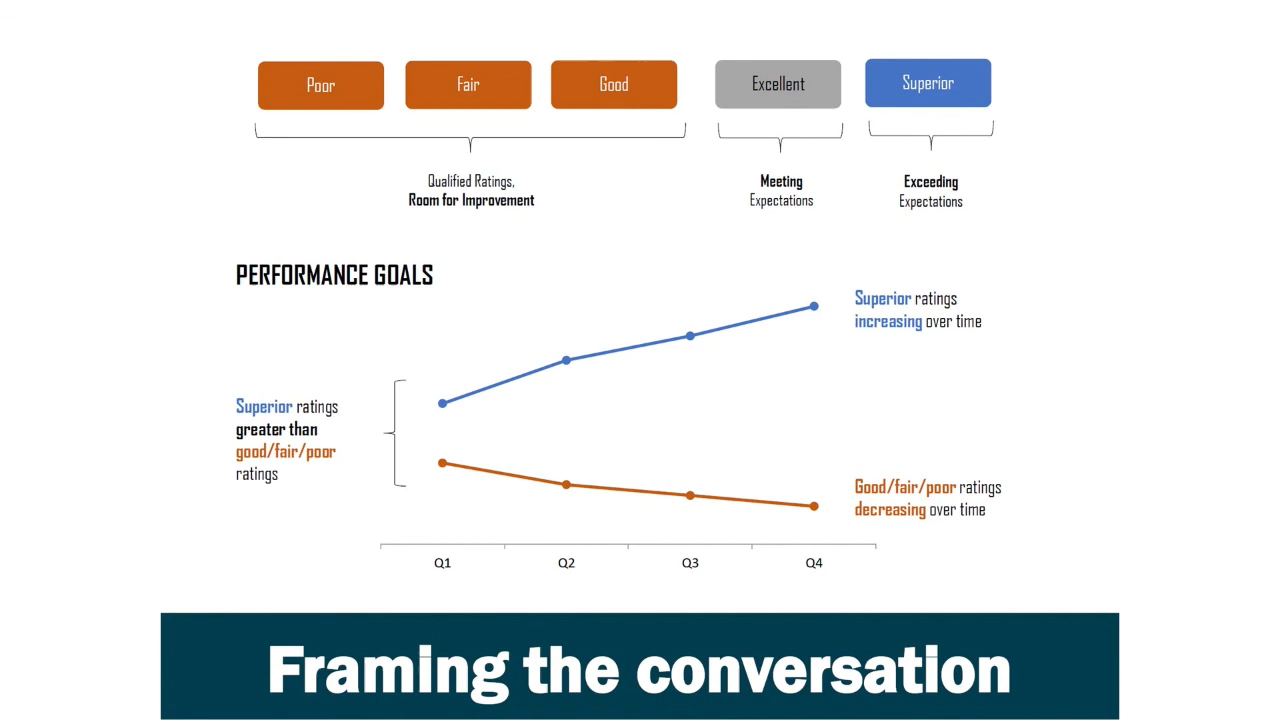 Poor
Fair
Good
Excellent
Superior
Qualified Ratings,
Room for Improvement
Meeting
Expectations
Exceeding
Expectations
PERFORMANCE GOALS
Superior ratings
increasing over time
Superior ratings
greater than
good/fair/poor
ratings
Good/fair/poor ratings
decreasing over time
Q1
Q2
Q3
Q4
Framing the conversation